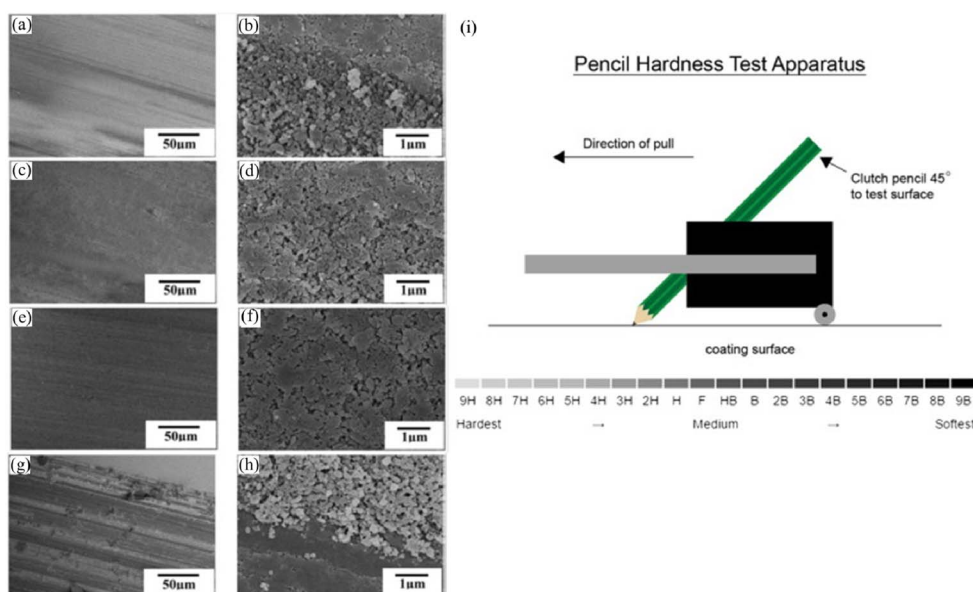 (a)
50μm
(b)
1μm
(c)
50μm
(d)
1μm
(e)
50μm
(f)
1μm
(g)
50μm
(h)
1μm
(i)
Pencil Hardness Test Apparatus
Direction of pull
Clutch pencil 45°
to test surface
coating surface
9H 8H 7H 6H 5H 4H 3H 2H H F HB B 2B 3B 4B 5B 6B 7B 8B 9B
Hardest → Medium → Softest